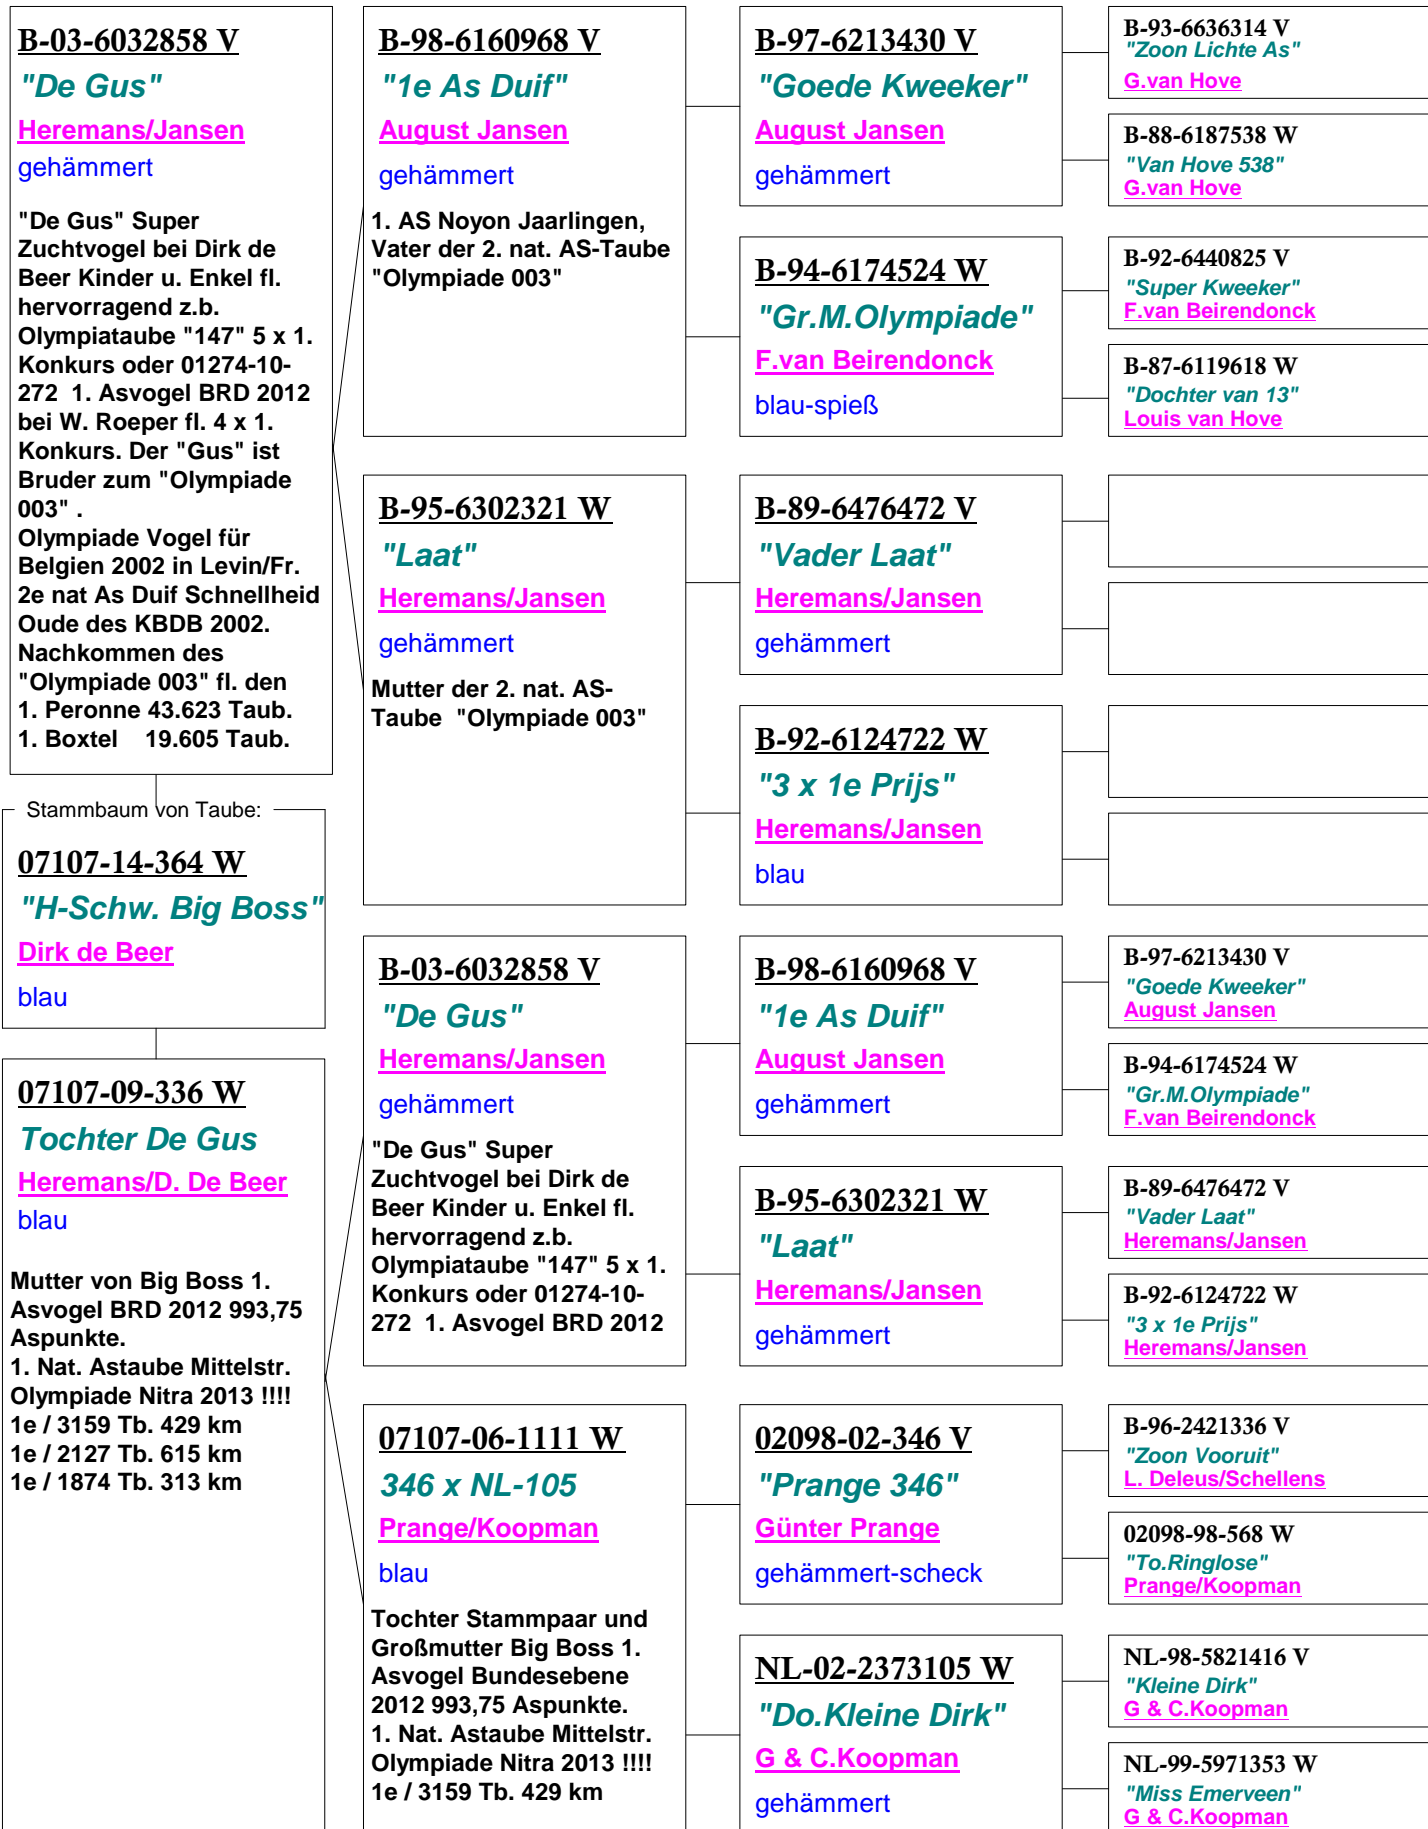 B-03-6032858 V
"De Gus"
Heremans/Jansen
gehämmert
"De Gus" Super
Zuchtvogel bei Dirk de
Beer Kinder u. Enkel fl.
hervorragend z.b.
Olympiataube "147" 5 x 1.
Konkurs oder 01274-10-
272  1. Asvogel BRD 2012
bei W. Roeper fl. 4 x 1.
Konkurs. Der "Gus" ist
Bruder zum "Olympiade
003" .
Olympiade Vogel für
Belgien 2002 in Levin/Fr.
2e nat As Duif Schnellheid
Oude des KBDB 2002.
Nachkommen des
"Olympiade 003" fl. den
1. Peronne 43.623 Taub.
1. Boxtel    19.605 Taub.
Stammbaum von Taube:
07107-14-364 W
"H-Schw. Big Boss"
Dirk de Beer
blau
07107-09-336 W
Tochter De Gus
Heremans/D. De Beer
blau
Mutter von Big Boss 1.
Asvogel BRD 2012 993,75
Aspunkte.
1. Nat. Astaube Mittelstr.
Olympiade Nitra 2013 !!!!
1e / 3159 Tb. 429 km
1e / 2127 Tb. 615 km
1e / 1874 Tb. 313 km
B-98-6160968 V
"1e As Duif"
August Jansen
gehämmert
1. AS Noyon Jaarlingen,
Vater der 2. nat. AS-Taube
"Olympiade 003"
B-95-6302321 W
"Laat"
Heremans/Jansen
gehämmert
Mutter der 2. nat. AS-
Taube  "Olympiade 003"
B-03-6032858 V
"De Gus"
Heremans/Jansen
gehämmert
"De Gus" Super
Zuchtvogel bei Dirk de
Beer Kinder u. Enkel fl.
hervorragend z.b.
Olympiataube "147" 5 x 1.
Konkurs oder 01274-10-
272  1. Asvogel BRD 2012
07107-06-1111 W
346 x NL-105
Prange/Koopman
blau
Tochter Stammpaar und
Großmutter Big Boss 1.
Asvogel Bundesebene
2012 993,75 Aspunkte.
1. Nat. Astaube Mittelstr.
Olympiade Nitra 2013 !!!!
1e / 3159 Tb. 429 km
B-97-6213430 V
"Goede Kweeker"
August Jansen
gehämmert
B-94-6174524 W
"Gr.M.Olympiade"
F.van Beirendonck
blau-spieß
B-89-6476472 V
"Vader Laat"
Heremans/Jansen
gehämmert
B-92-6124722 W
"3 x 1e Prijs"
Heremans/Jansen
blau
B-98-6160968 V
"1e As Duif"
August Jansen
gehämmert
B-95-6302321 W
"Laat"
Heremans/Jansen
gehämmert
02098-02-346 V
"Prange 346"
Günter Prange
gehämmert-scheck
NL-02-2373105 W
"Do.Kleine Dirk"
G & C.Koopman
gehämmert
B-93-6636314 V
"Zoon Lichte As"
G.van Hove
B-88-6187538 W
"Van Hove 538"
G.van Hove
B-92-6440825 V
"Super Kweeker"
F.van Beirendonck
B-87-6119618 W
"Dochter van 13"
Louis van Hove
B-97-6213430 V
"Goede Kweeker"
August Jansen
B-94-6174524 W
"Gr.M.Olympiade"
F.van Beirendonck
B-89-6476472 V
"Vader Laat"
Heremans/Jansen
B-92-6124722 W
"3 x 1e Prijs"
Heremans/Jansen
B-96-2421336 V
"Zoon Vooruit"
L. Deleus/Schellens
02098-98-568 W
"To.Ringlose"
Prange/Koopman
NL-98-5821416 V
"Kleine Dirk"
G & C.Koopman
NL-99-5971353 W
"Miss Emerveen"
G & C.Koopman